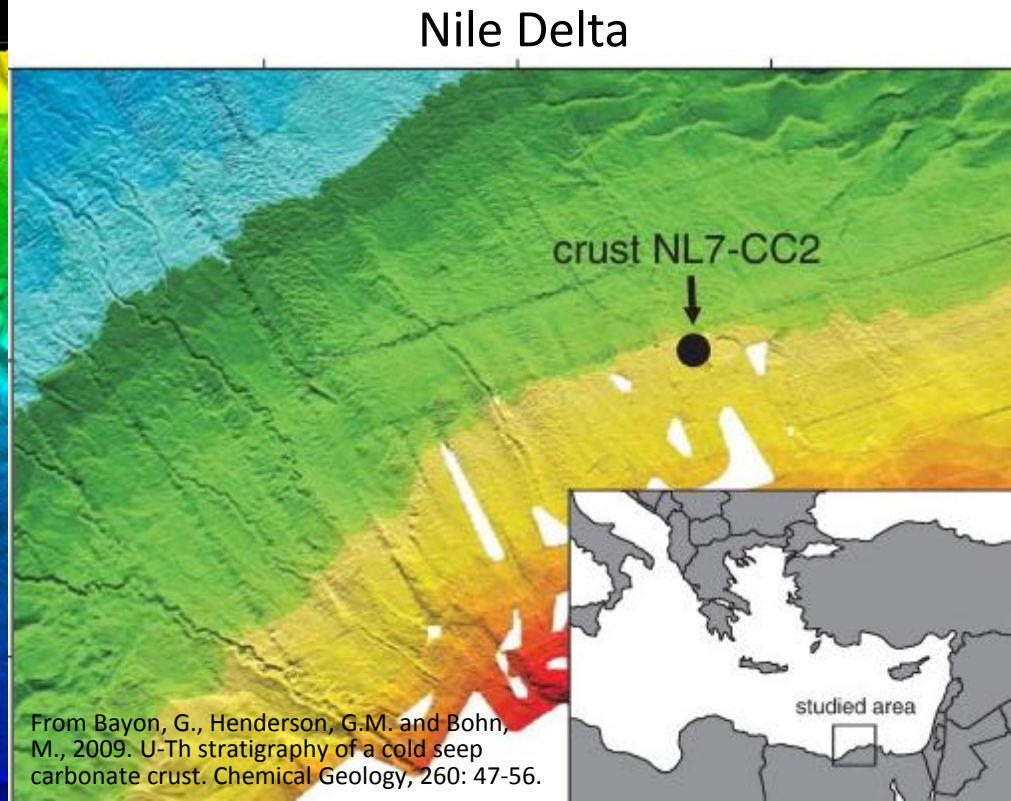 Nile Delta
crust NL7-CC2
studied area
From Bayon, G., Henderson, G.M. and Bohn,
M., 2009. U-Th stratigraphy of a cold seep
carbonate crust. Chemical Geology, 260: 47-56.